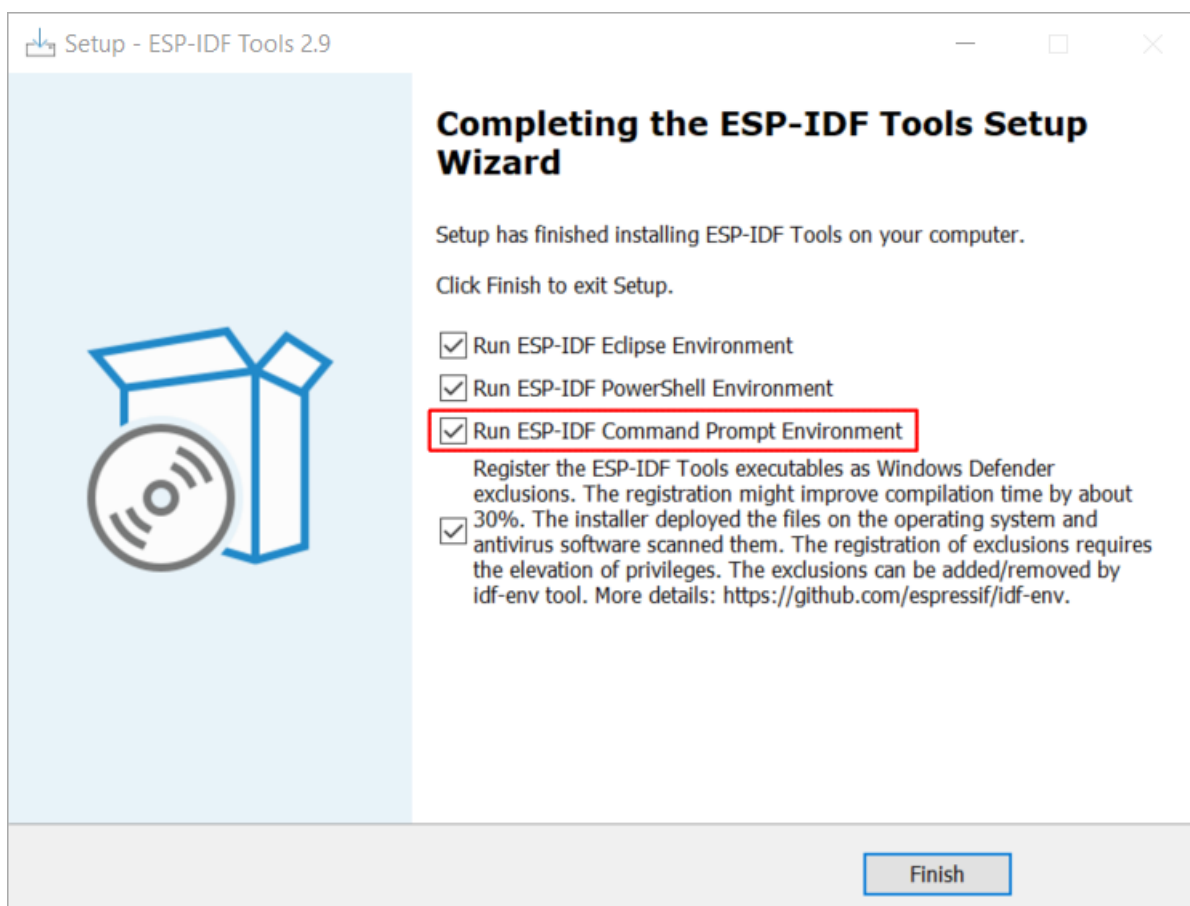 Setup - ESP-IDF Tools 2.9
Completing the ESP-IDF Tools Setup
Wizard
Setup has finished installing ESP-IDF Tools on your computer.
Click Finish to exit Setup.
Run ESP-IDF Eclipse Environment
Run ESP-IDF PowerShell Environment
Run ESP-IDF Command Prompt Environment
Register the ESP-IDF Tools executables as Windows Defender
exclusions. The registration might improve compilation time by about
30%. The installer deployed the files on the operating system and
antivirus software scanned them. The registration of exclusions requires
the elevation of privileges. The exclusions can be added/removed by
idf-env tool. More details: https://github.com/espressif/idf-env.
Finish